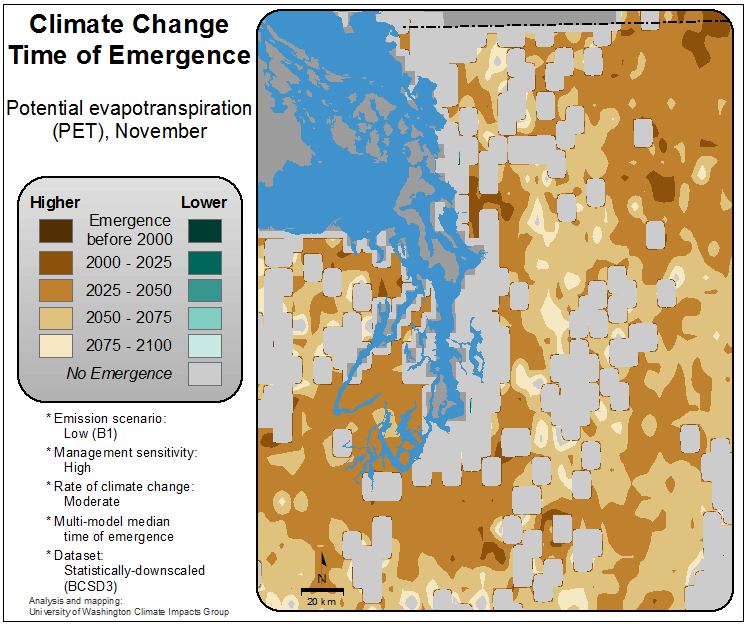 Climate Change
Time of Emergence
Potential evapotranspiration
(PET), November
Higher Lower
Emergence
before 2000
2000 - 2025
2025 - 2050
2050 - 2075
2075 - 2100
No Emergence
* Emission scenario:
Low (B1)
* Management sensitivity:
High
* Rate of climate change:
Moderate
* Multi-model median
time of emergence
* Dataset:
Statistically-downscaled
(BCSD3)
Analysis and mapping:
University of Washington Climate Impacts Group
N
20 km